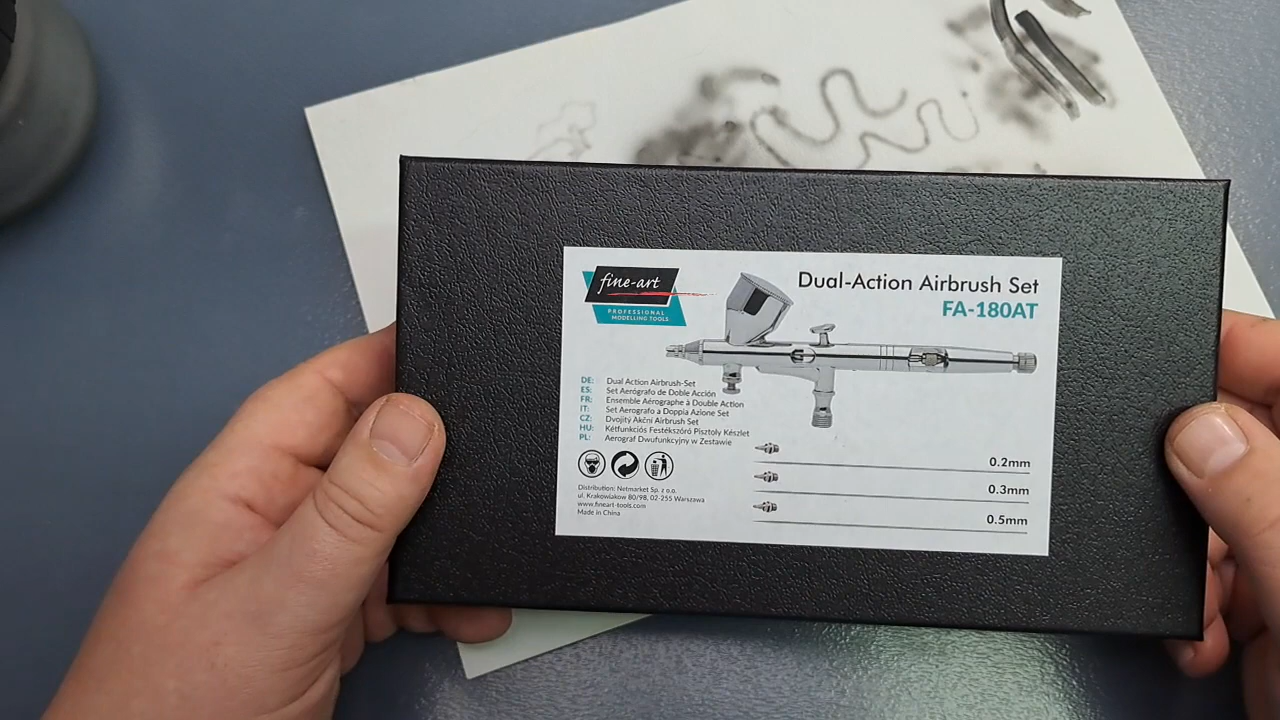 fine-art
PROFESSIONAL
MODELLING TOOLS
Dual-Action Airbrush Set
FA-180AT
DE: Dual Action Airbrush-Set
ES: Set Aerógrafo de Doble Acción
FR: Ensemble Aérographe à Double Action
IT: Set Aerografo a Doppia Azione Set
CZ: Dvojitý Akční Airbrush Set
HU: Kétfunkciós Festékszóró Pisztoly Készlet
PL: Aerograf Dwufunkcyjny w Zestawie
Distribution: Netmarket Sp. z o.o.
ul. Krakowiakow 80/98, 02-255 Warszawa
www.fineart-tools.com
Made in China
0.2mm
0.3mm
0.5mm